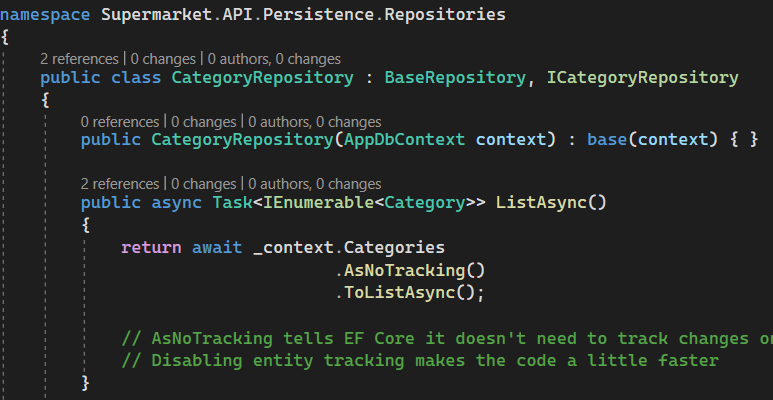 namespace Supermarket.API.Persistence.Repositories
{
2 references | 0 changes | 0 authors, 0 changes
public class CategoryRepository : BaseRepository, ICategoryRepository
{
0 references | 0 changes | 0 authors, 0 changes
public CategoryRepository(AppDbContext context) : base(context) { }
2 references | 0 changes | 0 authors, 0 changes
public async Task<IEnumerable<Category>> ListAsync()
{
return await _context.Categories
.AsNoTracking()
.ToListAsync();
// AsNoTracking tells EF Core it doesn't need to track changes on
// Disabling entity tracking makes the code a little faster
}